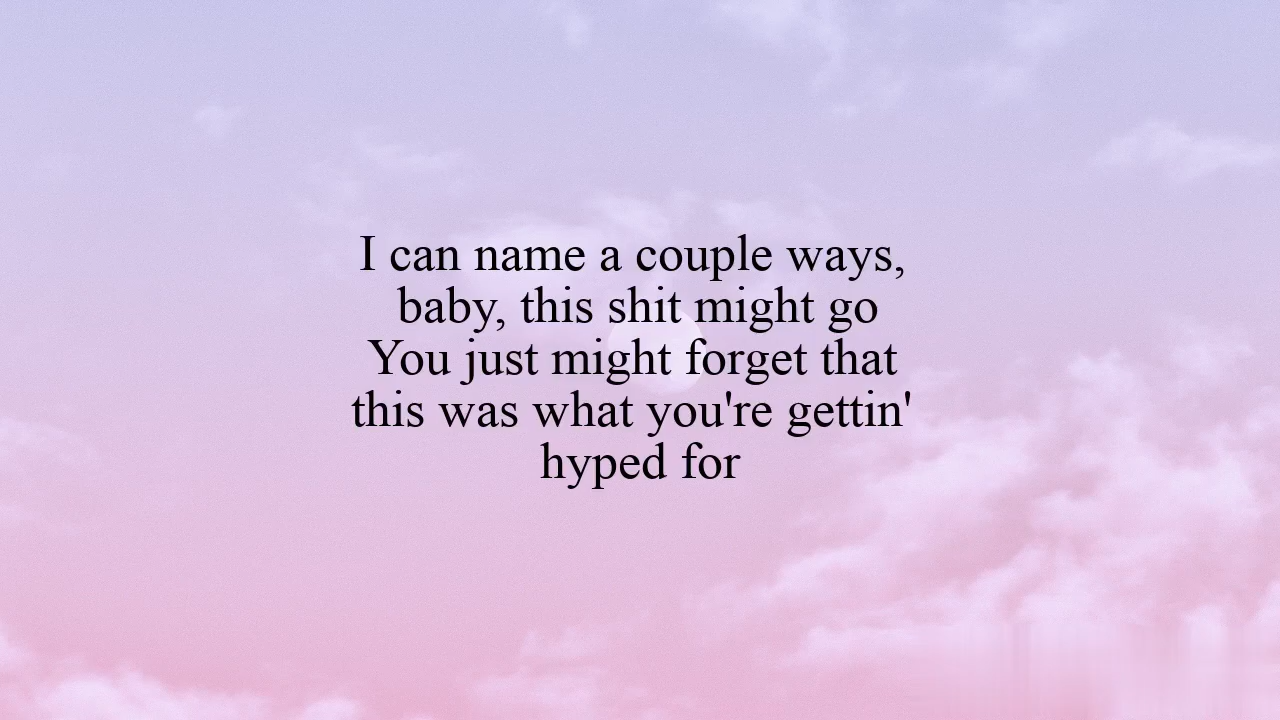 I can name a couple ways,
baby, this shit might go
You just might forget that
this was what you're gettin'
hyped for